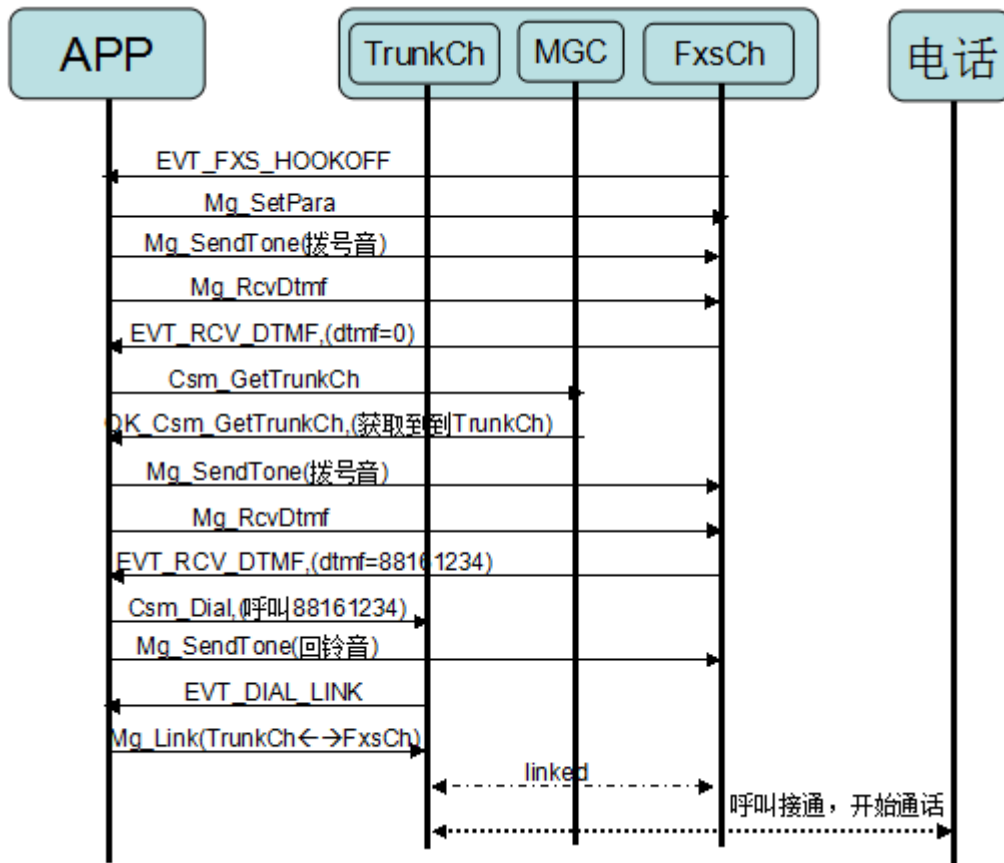 APP
TrunkCh
MGC
FxsCh
电话
EVT_FXS_HOOKOFF
Mg_SetPara
Mg_SendTone(拨号音)
Mg_RcvDtmf
EVT_RCV_DTMF,(dtmf=0)
Csm_GetTrunkCh
OK_Csm_GetTrunkCh,(获取到到TrunkCh)
Mg_SendTone(拨号音)
Mg_RcvDtmf
EVT_RCV_DTMF,(dtmf=88161234)
Csm_Dial,(呼叫88161234)
Mg_SendTone(回铃音)
EVT_DIAL_LINK
Mg_Link(TrunkCh←→FxsCh)
linked
呼叫接通，开始通话